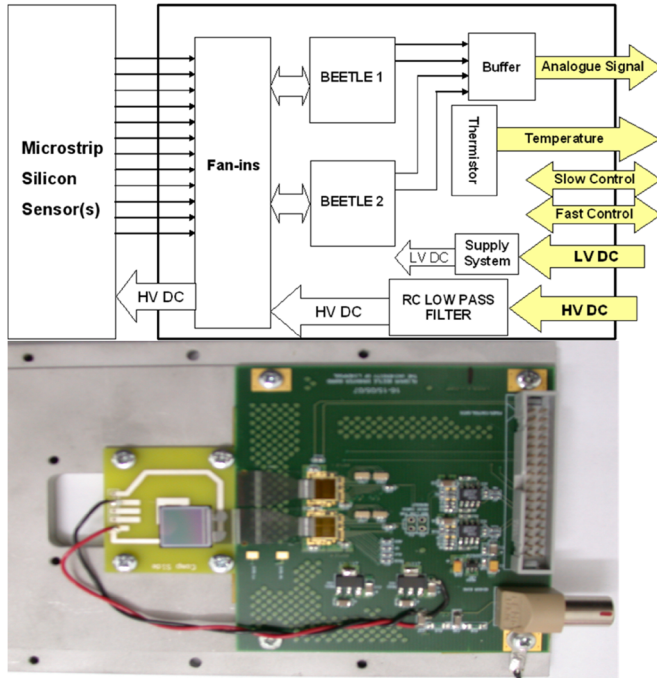 Microstrip
Silicon
Sensor(s)
Fan-ins
BEETLE 1
BEETLE 2
Buffer
Analogue Signal
Thermistor
Temperature
Slow Control
Fast Control
LV DC
Supply
System
LV DC
HV DC
HV DC
RC LOW PASS
FILTER
HV DC